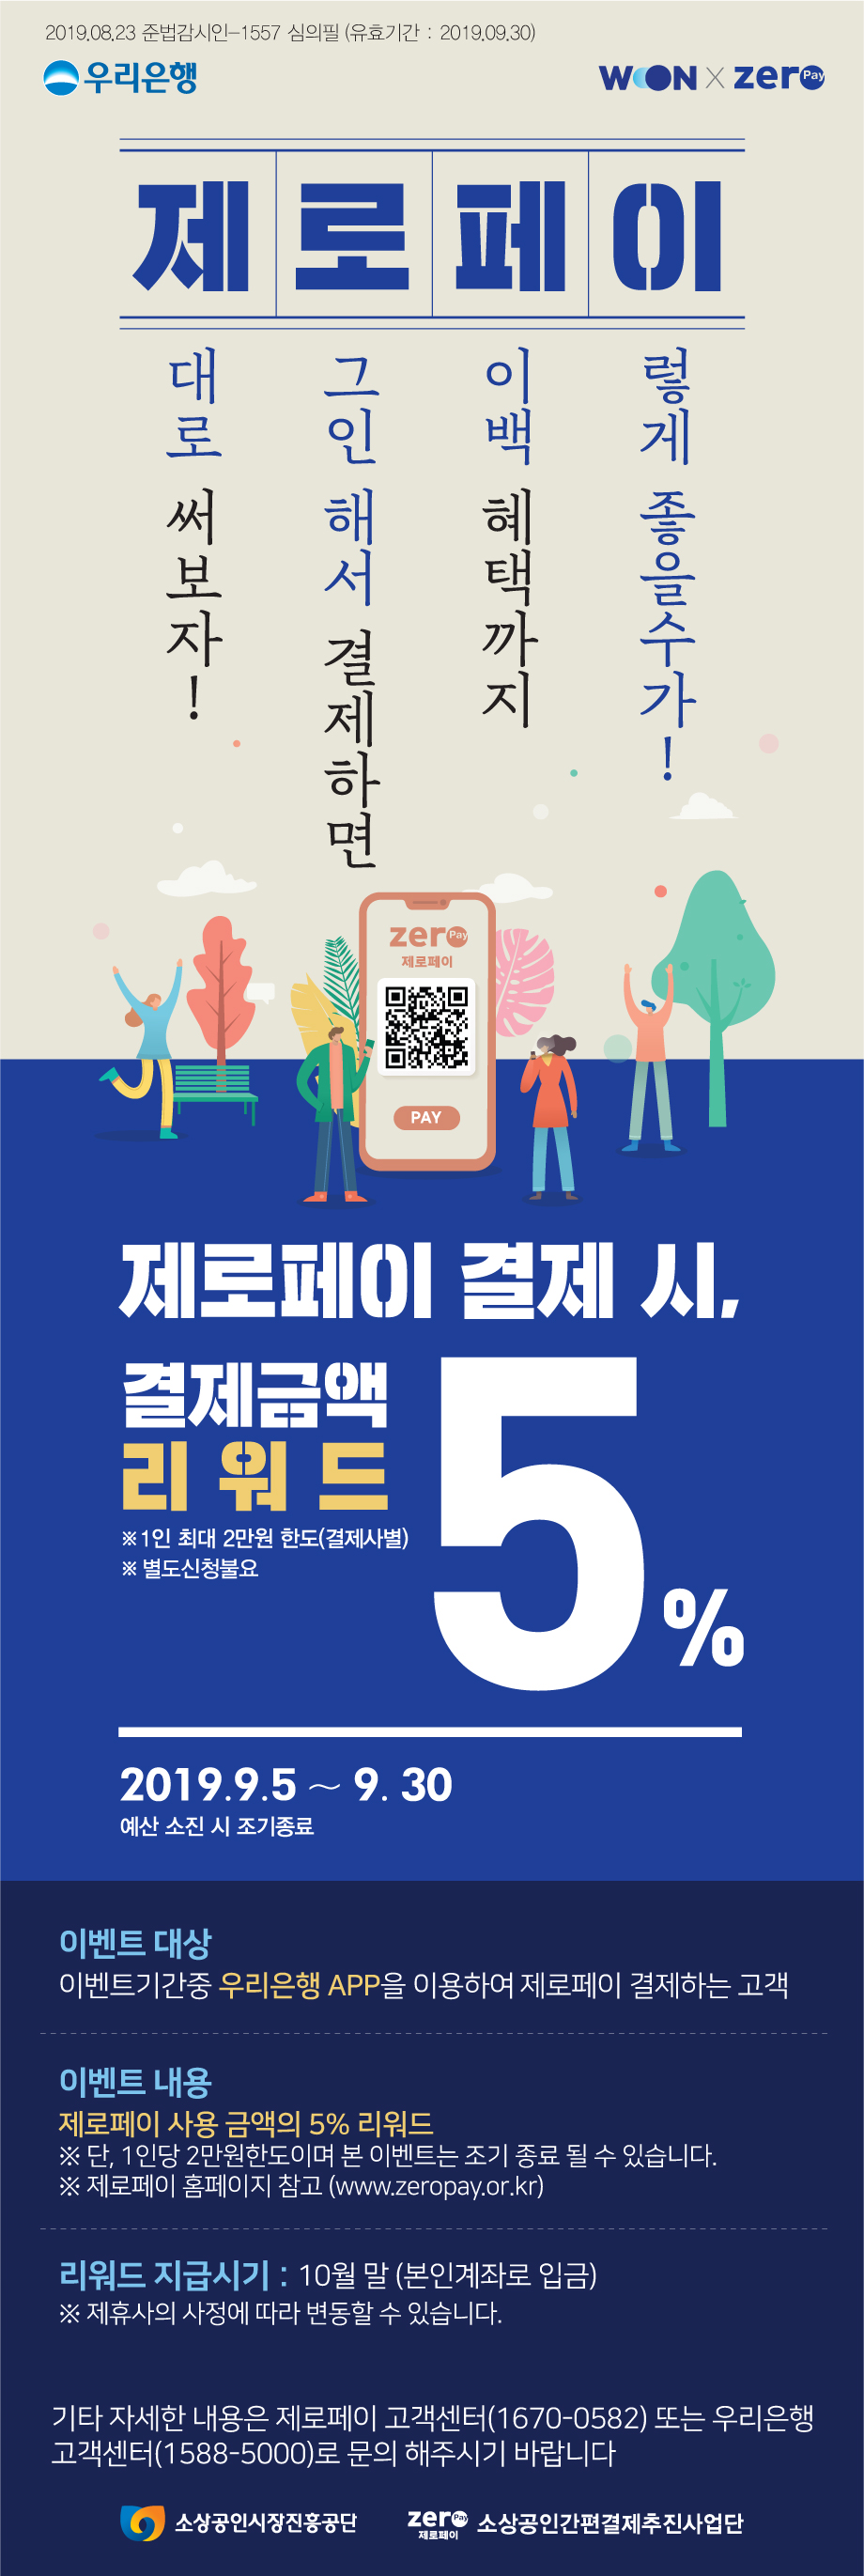 2019.08.23 준법감시인-1557 심의필 (유효기간 : 2019.09.30)
우리은행
WON X zero Pay
제로페이
대로 써보자!
그인 해서 결제하면
이백 혜택까지
렇게 좋을수가!
zero Pay
제로페이
PAY
제로페이 결제 시,
결제금액
리워드
5%
※1인 최대 2만원 한도(결제사별)
※ 별도신청불요
2019.9.5 ~ 9. 30
예산 소진 시 조기종료
이벤트 대상
이벤트기간중 우리은행 APP을 이용하여 제로페이 결제하는 고객
이벤트 내용
제로페이 사용 금액의 5% 리워드
※ 단, 1인당 2만원한도이며 본 이벤트는 조기 종료 될 수 있습니다.
※ 제로페이 홈페이지 참고 (www.zeropay.or.kr)
리워드 지급시기 : 10월 말 (본인계좌로 입금)
※ 제휴사의 사정에 따라 변동할 수 있습니다.
기타 자세한 내용은 제로페이 고객센터(1670-0582) 또는 우리은행
고객센터(1588-5000)로 문의 해주시기 바랍니다
소상공인시장진흥공단
zero Pay
제로페이
소상공인간편결제추진사업단